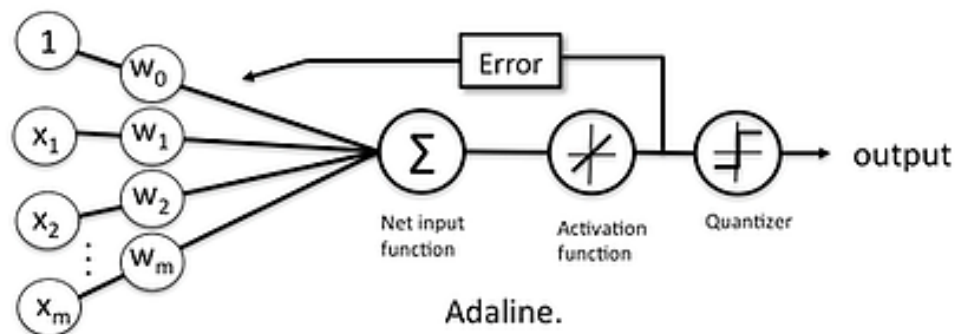 1
w0
Error
x1
w1
Σ
output
x2
w2
Net input
function
Activation
function
Quantizer
wm
xm
Adaline.